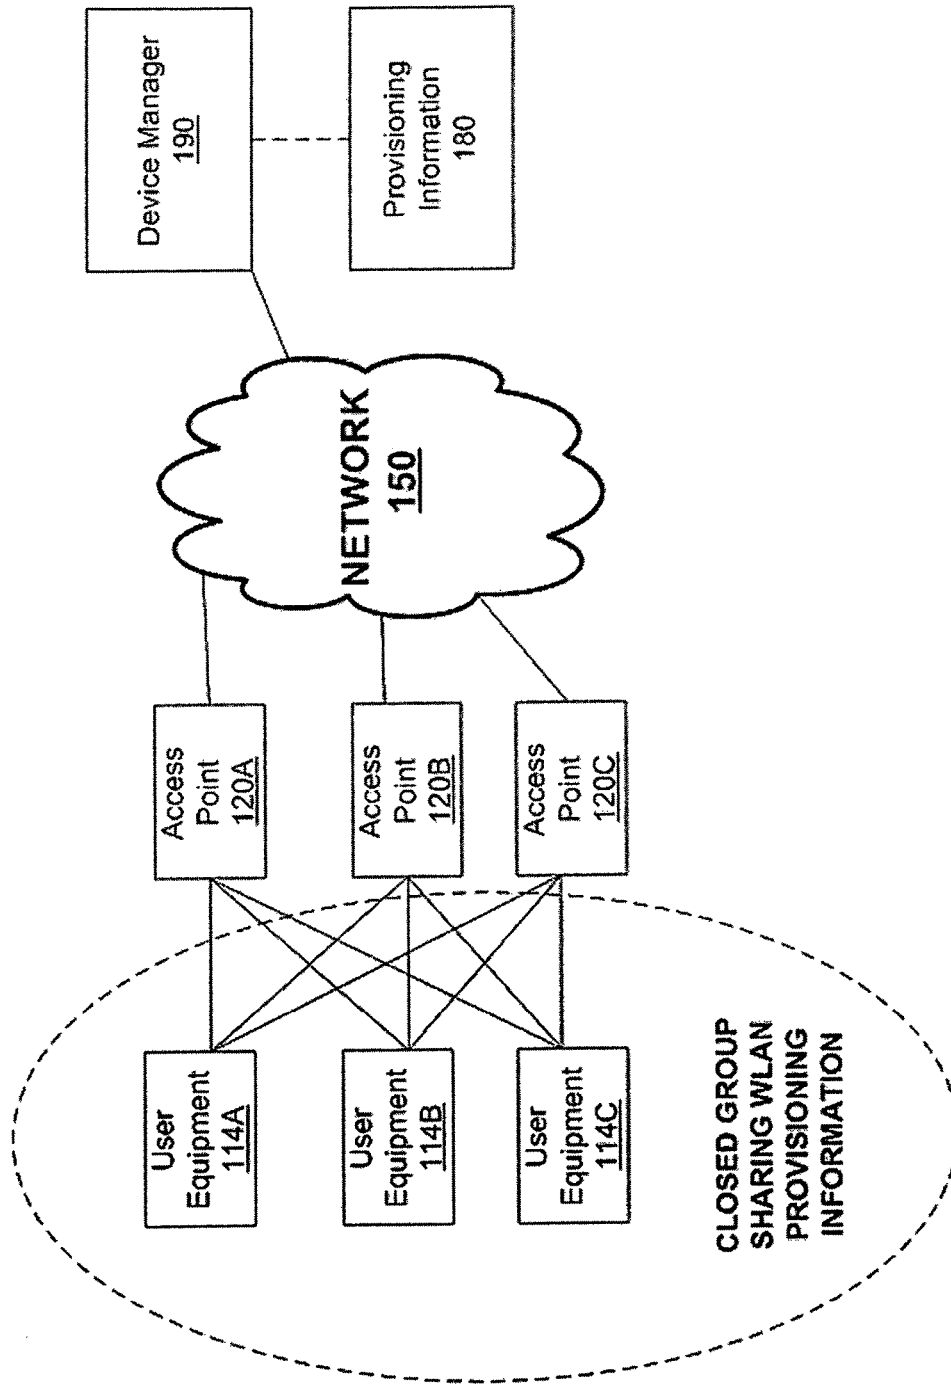 Device Manager
190
Provisioning
Information
180
NETWORK
150
Access
Point
120A
Access
Point
120B
Access
Point
120C
User
Equipment
114A
User
Equipment
114B
User
Equipment
114C
CLOSED GROUP
SHARING WLAN
PROVISIONING
INFORMATION